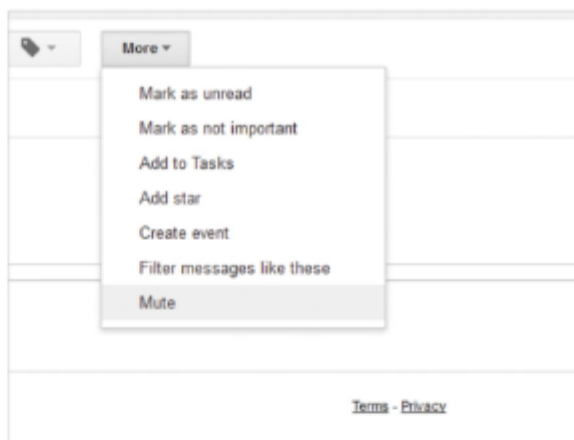 More
Mark as unread
Mark as not important
Add to Tasks
Add star
Create event
Filter messages like these
Mute
Terms - Privacy